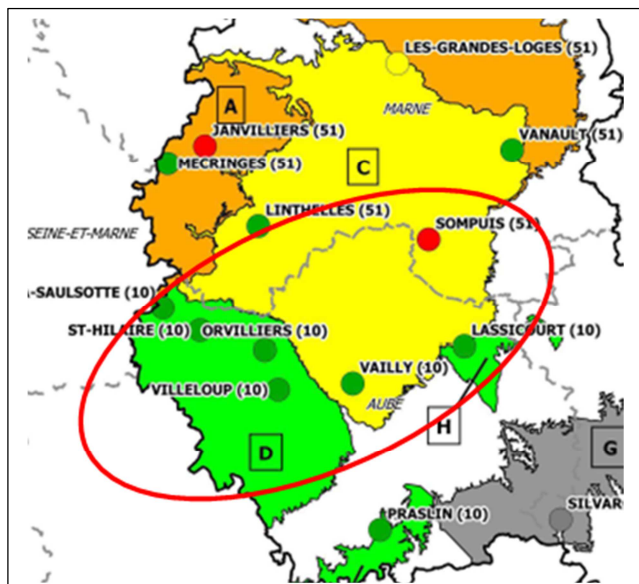 LES-GRANDES-LOGES (51)
A
MARNE
JANVILLIERS (51)
VANAULT (51)
MECRINGES (51)
C
LINTHELLES (51)
SOMPUIS (51)
SEINE-ET-MARNE
-SAULSOTTE (10)
ST-HILAIRE (10)
ORVILLIERS (10)
LASSICOURT (10)
VAILLY (10)
VILLELOUP (10)
AUBE
H
D
G
SILVAR
PRASLIN (10)